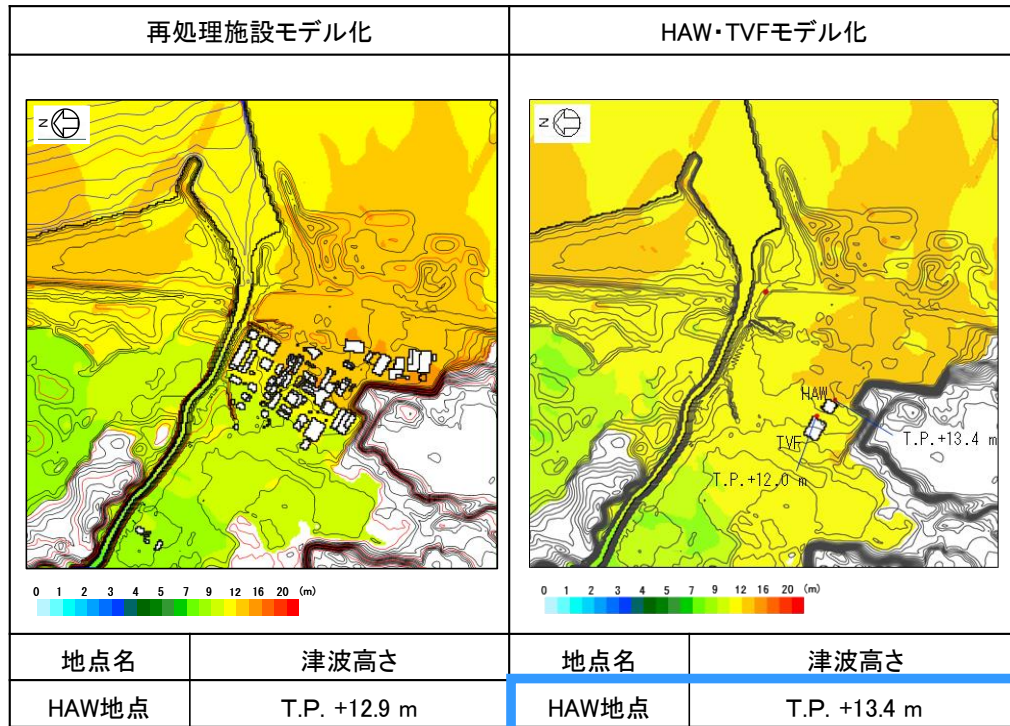 再処理施設モデル化
HAW・TVFモデル化
N
N
HAW
TVF
T.P.+13.4 m
T.P.+12.0 m
0 1 2 3 4 5 7 9 12 16 20 (m)
0 1 2 3 4 5 7 9 12 16 20 (m)
地点名 津波高さ 地点名 津波高さ
HAW地点 T.P. +12.9 m HAW地点 T.P. +13.4 m